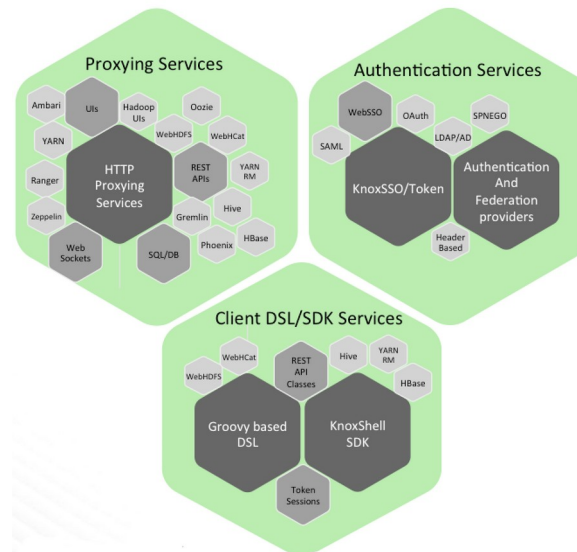 Proxying Services
Ambari
UIs
Hadoop
UIs
Oozie
YARN
WebHDFS
WebHCat
HTTP
Proxying
Services
REST
APIs
YARN
RM
Ranger
Zeppelin
Gremlin
Hive
Web
Sockets
SQL/DB
Phoenix
HBase
Authentication Services
WebSSO
OAuth
SPNEGO
SAML
LDAP/AD
KnoxSSO/Token
Authentication
And
Federation
providers
Header
Based
Client DSL/SDK Services
WebHDFS
WebHCat
REST
API
Classes
Hive
YARN
RM
HBase
Groovy based
DSL
KnoxShell
SDK
Token
Sessions